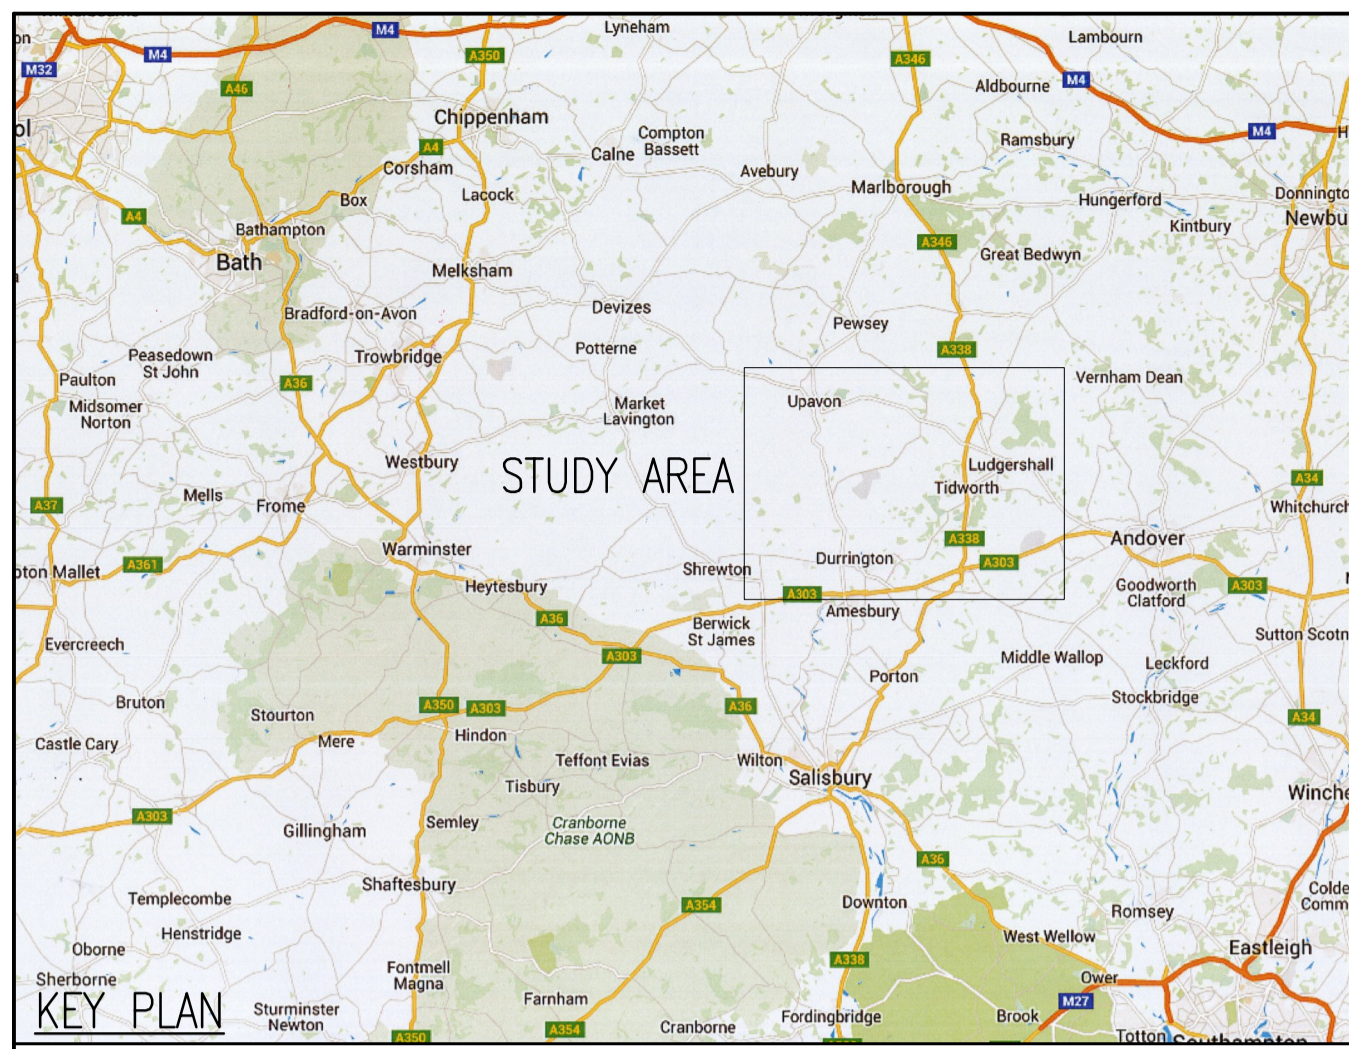 Lyneham
M4
A350
A346
Lambourn
M4
M32
A46
Aldbourne
M4
Chippenham
Compton
Bassett
M4
A4
Corsham
Calne
Ramsbury
Avebury
Box
Lacock
Marlborough
Hungerford
A4
Bathampton
Kintbury
Bath
Melksham
A346
Great Bedwyn
Bradford-on-Avon
Devizes
Pewsey
Peasedown
St John
Trowbridge
Potterne
A338
Paulton
A36
Vernham Dean
Midsomer
Norton
Market
Lavington
Upavon
Westbury
STUDY AREA
Ludgershall
Tidworth
A34
A37
Mells
Frome
Whitchurch
Warminster
A338
Andover
A361
Shrewton
Durrington
A303
Heytesbury
Goodworth
Clatford
A303
A303
Amesbury
A36
Berwick
St James
Evercreech
A303
Middle Wallop
Leckford
Porton
Stockbridge
Bruton
A350
A303
A36
A34
Stourton
Castle Cary
Mere
Hindon
Teffont Evias
Wilton
Salisbury
Tisbury
A303
Gillingham
Semley
Cranborne
Chase AONB
A36
Shaftesbury
Templecombe
A354
Downton
Romsey
Henstridge
West Wellow
Oborne
Eastleigh
Sherborne
Fontmell
Magna
A338
Ower
KEY PLAN
Sturminster
Newton
Farnham
M27
Fordingbridge
Brook
A350
A354
Cranborne
Totton
Southampton